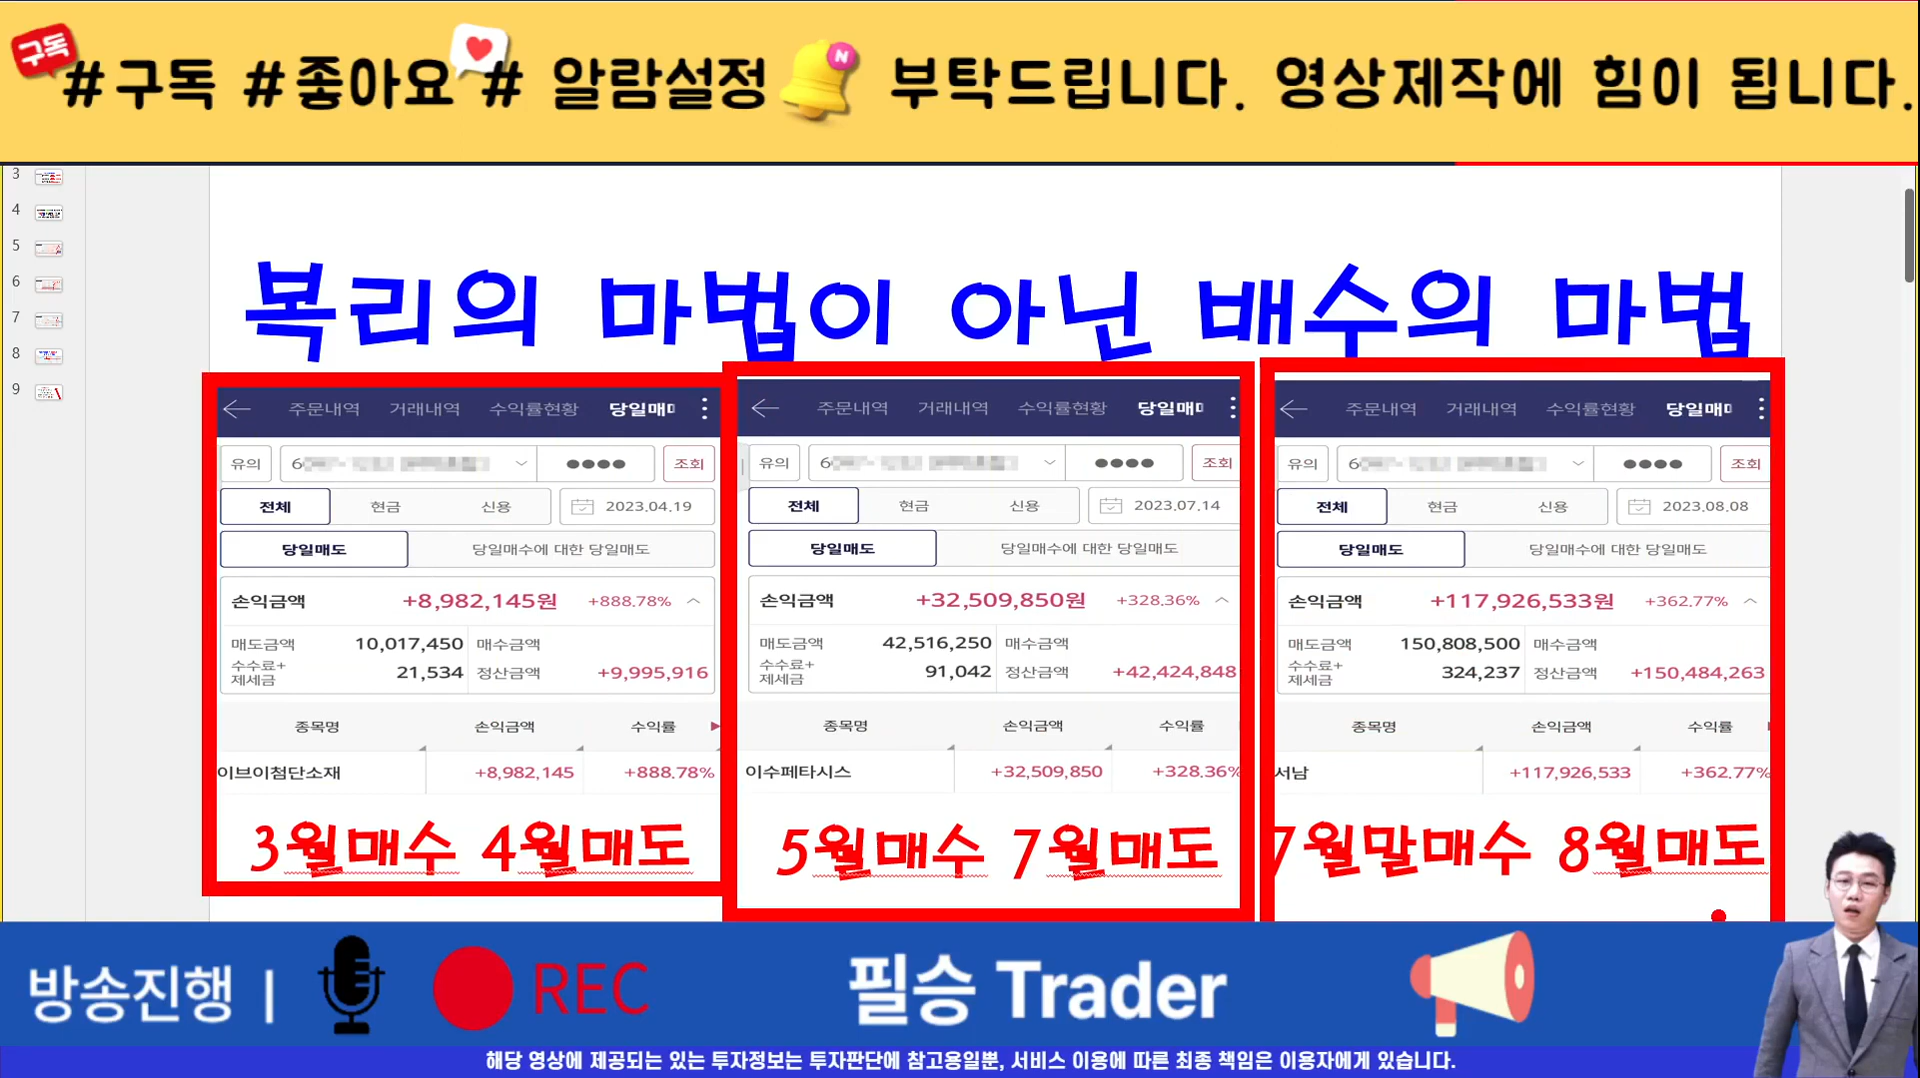 구독
#구독 #좋아요 # 알람설정 N 부탁드립니다. 영상제작에 힘이 됩니다.
3
4
5
6
7
8
9
복리의 마법이 아닌 배수의 마법
주문내역 거래내역 수익률현황 당일매매
유의 6 조회
전체 현금 신용 2023.04.19
당일매도 당일매수에 대한 당일매도
손익금액 +8,982,145원 +888.78%
매도금액 10,017,450 매수금액
수수료+제세금 21,534 정산금액 +9,995,916
종목명 손익금액 수익률
이브이첨단소재 +8,982,145 +888.78%
3월매수 4월매도
주문내역 거래내역 수익률현황 당일매매
유의 6 조회
전체 현금 신용 2023.07.14
당일매도 당일매수에 대한 당일매도
손익금액 +32,509,850원 +328.36%
매도금액 42,516,250 매수금액
수수료+제세금 91,042 정산금액 +42,424,848
종목명 손익금액 수익률
이수페타시스 +32,509,850 +328.36%
5월매수 7월매도
주문내역 거래내역 수익률현황 당일매매
유의 6 조회
전체 현금 신용 2023.08.08
당일매도 당일매수에 대한 당일매도
손익금액 +117,926,533원 +362.77%
매도금액 150,808,500 매수금액
수수료+제세금 324,237 정산금액 +150,484,263
종목명 손익금액 수익률
서남 +117,926,533 +362.77%
7월말매수 8월매도
방송진행 | REC 필승 Trader
해당 영상에 제공되는 있는 투자정보는 투자판단에 참고용일뿐, 서비스 이용에 따른 최종 책임은 이용자에게 있습니다.